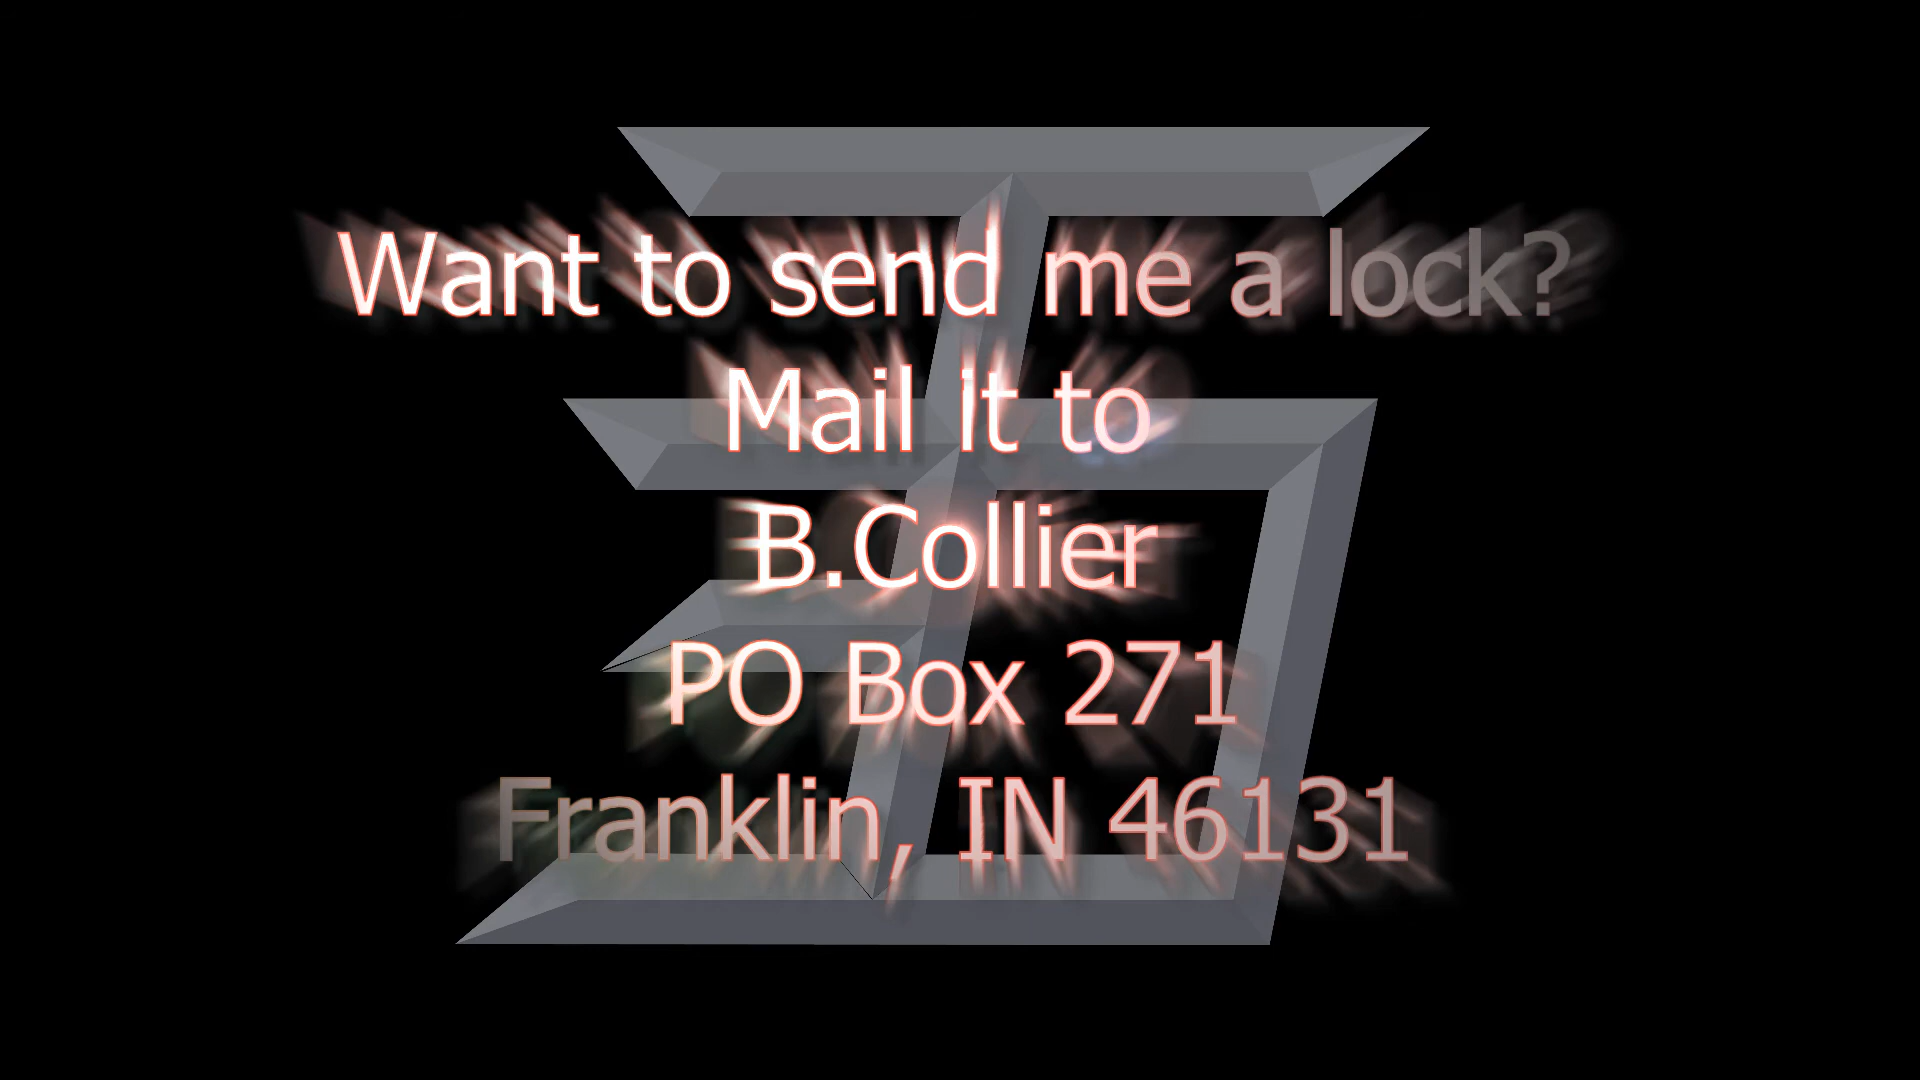 Want to send me a lock?
Mail it to
B.Collier
PO Box 271
Franklin, IN 46131